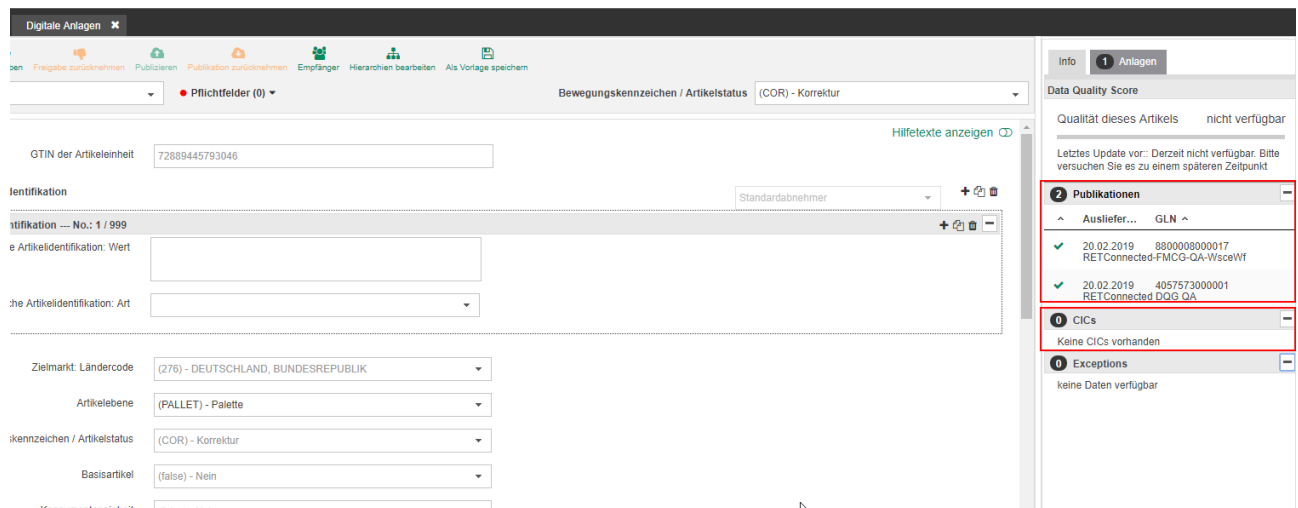 Digitale Anlagen ✖
Freigabe zurücknehmen Publizieren Publikation zurücknehmen Empfänger Hierarchien bearbeiten Als Vorlage speichern
Pflichtfelder (0)
Bewegungskennzeichen / Artikelstatus (COR) - Korrektur
Hilfetexte anzeigen
GTIN der Artikeleinheit 72889445793046
Standardabnehmer
No.: 1 / 999
Artikelidentifikation: Wert
Artikelidentifikation: Art
Zielmarkt: Ländercode (276) - DEUTSCHLAND, BUNDESREPUBLIK
Artikelebene (PALLET) - Palette
/ Artikelstatus (COR) - Korrektur
Basisartikel (false) - Nein
Info 1 Anlagen
Data Quality Score
Qualität dieses Artikels nicht verfügbar
Letztes Update vor:: Derzeit nicht verfügbar. Bitte
versuchen Sie es zu einem späteren Zeitpunkt
2 Publikationen
Ausliefer... GLN
20.02.2019 8800008000017
RETConnected-FMCG-QA-WsceWf
20.02.2019 4057573000001
RETConnected DQG QA
0 CICs
Keine CICs vorhanden
0 Exceptions
keine Daten verfügbar